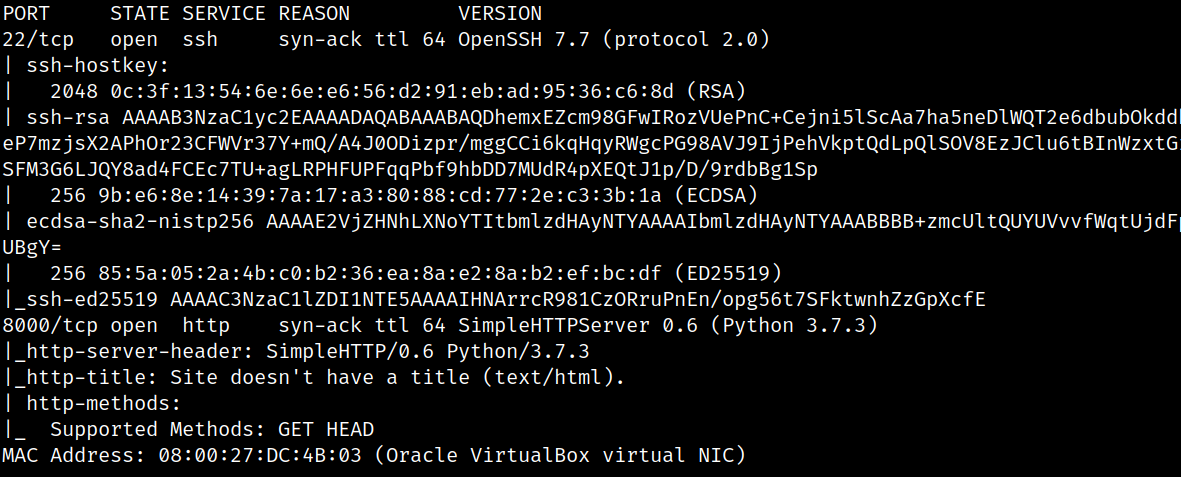 PORT     STATE SERVICE REASON         VERSION
22/tcp   open  ssh     syn-ack ttl 64 OpenSSH 7.7 (protocol 2.0)
| ssh-hostkey:
|   2048 0c:3f:13:54:6e:6e:e6:56:d2:91:eb:ad:95:36:c6:8d (RSA)
| ssh-rsa AAAAB3NzaC1yc2EAAAADAQABAAABAQDhemxEZcm98GFwIRozVUePnC+Cejni5lScAa7ha5neDlWQT2e6dbubOkdd
eP7mzjsX2APhOr23CFWVr37Y+mQ/A4J0ODizpr/mggCCi6kqHqyRWgcPG98AVJ9IjPehVkptQdLpQlSOV8EzJClu6tBInWzxtG
SFM3G6LJQY8ad4FCEc7TU+agLRPHFUPFqqPbf9hbDD7MUdR4pXEQtJ1p/D/9rdbBg1Sp
|   256 9b:e6:8e:14:39:7a:17:a3:80:88:cd:77:2e:c3:3b:1a (ECDSA)
| ecdsa-sha2-nistp256 AAAAE2VjZHNhLXNoYTItbmlzdHAyNTYAAAAIbmlzdHAyNTYAAABBBB+zmcUltQUYUVvvfWqtUjdF
UBgY=
|   256 85:5a:05:2a:4b:c0:b2:36:ea:8a:e2:8a:b2:ef:bc:df (ED25519)
|_ssh-ed25519 AAAAC3NzaC1lZDI1NTE5AAAAIHNArrcR981CzORruPnEn/opg56t7SFktwnhZzGpXcfE
8000/tcp open  http    syn-ack ttl 64 SimpleHTTPServer 0.6 (Python 3.7.3)
|_http-server-header: SimpleHTTP/0.6 Python/3.7.3
|_http-title: Site doesn't have a title (text/html).
| http-methods:
|_  Supported Methods: GET HEAD
MAC Address: 08:00:27:DC:4B:03 (Oracle VirtualBox virtual NIC)